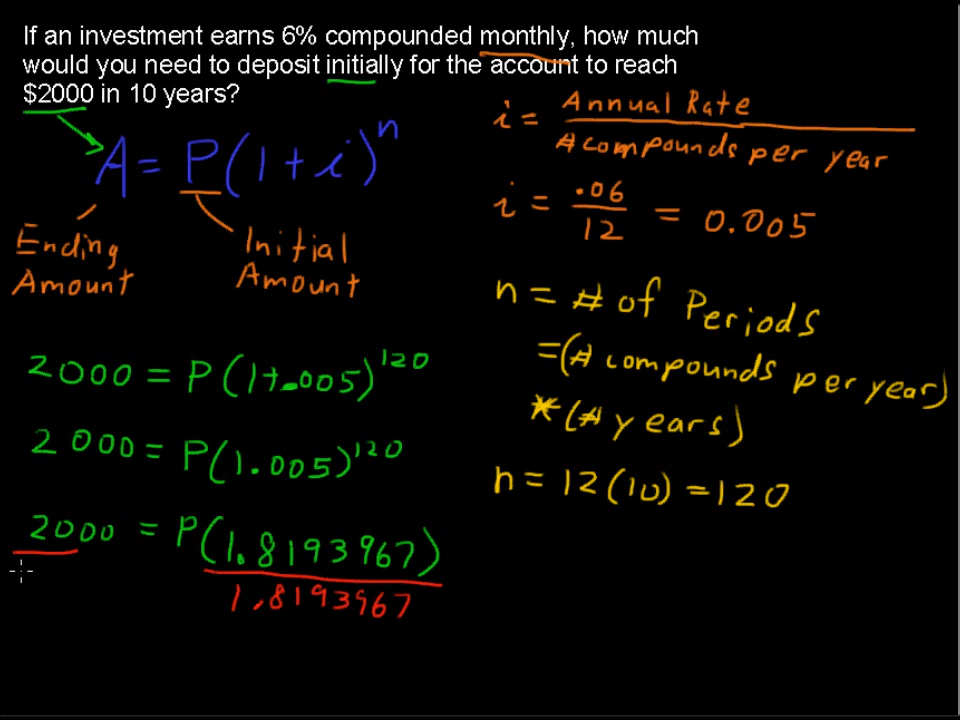 If an investment earns 6% compounded monthly, how much
would you need to deposit initially for the account to reach
$2000 in 10 years?
A = P(1+i)^n
Ending
Amount
Initial
Amount
2000 = P(1+.005)^120
2000 = P(1.005)^120
2000 = P(1.8193967)
1.8193967
i = Annual Rate
# compounds per year
i = .06
12
= 0.005
n = # of Periods
=(# compounds per year)
*(# years)
n = 12(10) = 120